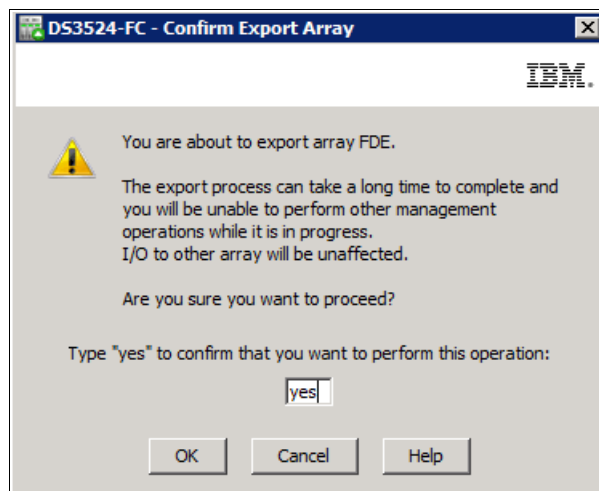 DS3524-FC - Confirm Export Array
IBM.
You are about to export array FDE.
The export process can take a long time to complete and
you will be unable to perform other management
operations while it is in progress.
I/O to other array will be unaffected.
Are you sure you want to proceed?
Type "yes" to confirm that you want to perform this operation:
yes
OK Cancel Help